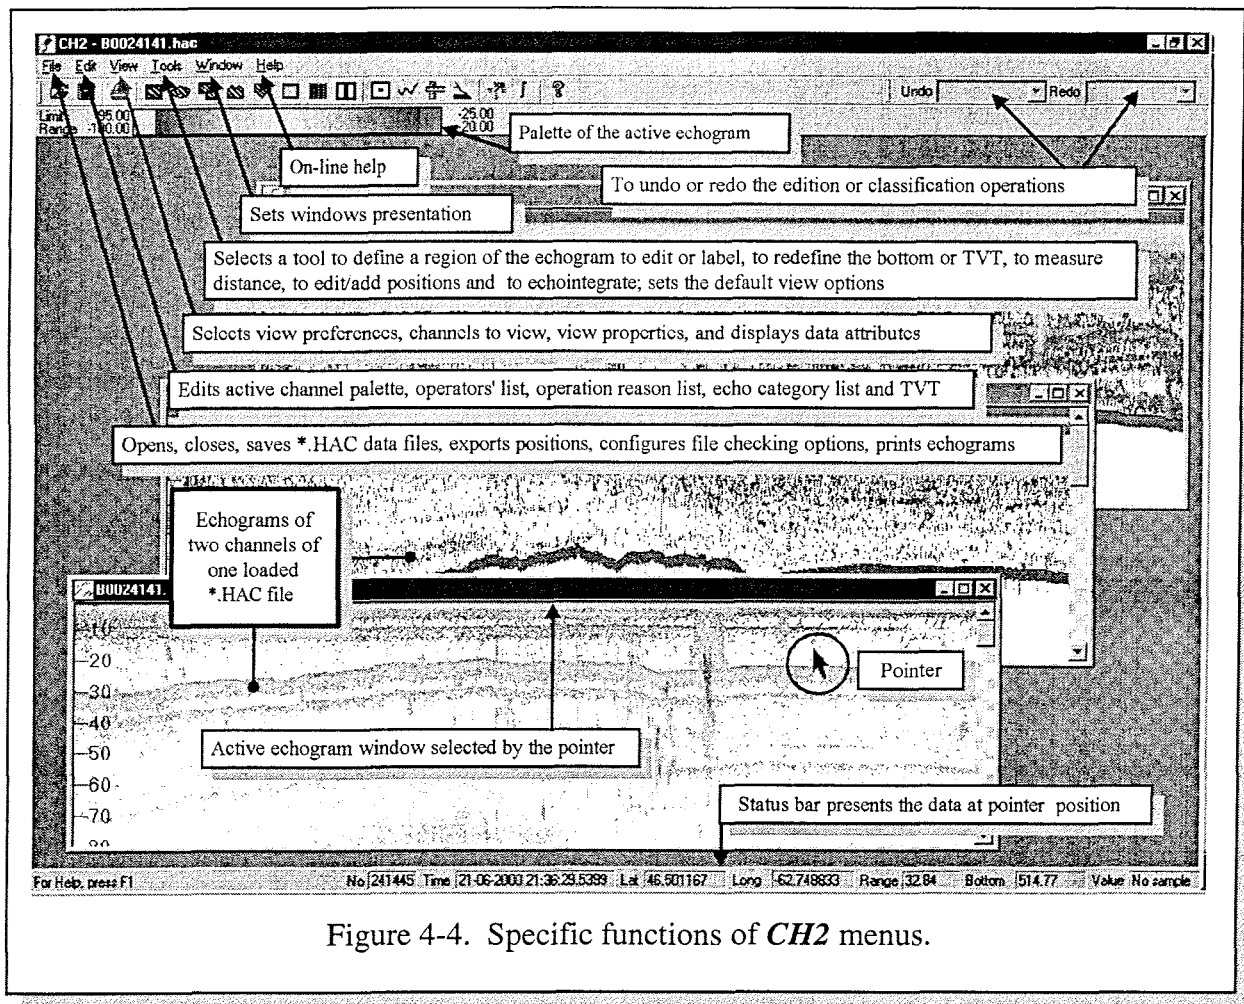 CH2 - B0024141.hac
File Edit View Tools Window Help
Undo Redo
Limit -95.00 -25.00
Range -100.00 -20.00
Palette of the active echogram
On-line help
To undo or redo the edition or classification operations
Sets windows presentation
Selects a tool to define a region of the echogram to edit or label, to redefine the bottom or TVT, to measure
distance, to edit/add positions and to echointegrate; sets the default view options
Selects view preferences, channels to view, view properties, and displays data attributes
Edits active channel palette, operators' list, operation reason list, echo category list and TVT
Opens, closes, saves *.HAC data files, exports positions, configures file checking options, prints echograms
Echograms of
two channels of
one loaded
*.HAC file
B0024141.
-10
-20
-30
-40
-50
-60
-70
Pointer
Active echogram window selected by the pointer
Status bar presents the data at pointer position
For Help, press F1 No 241445 Time 21-06-2000 21:36:29.5399 Lat 46.501167 Long -62.748833 Range 32.84 Bottom 514.77 Value No sample
Figure 4-4. Specific functions of CH2 menus.